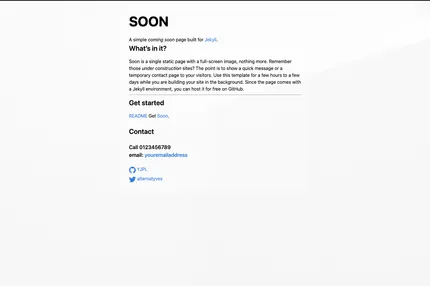 SOON
A simple coming soon page built for Jekyll.
What's in it?
Soon is a single static page with a full-screen image, nothing more. Remember
those under construction sites? The point is to show a quick message or a
temporary contact page to your visitors. Use this template for a few hours to a few
days while you are building your site in the background. Since the page comes with
a Jekyll environment, you can host it for free on GitHub.
Get started
README Get Soon.
Contact
Call 0123456789
email: youremailaddress
YJPL
alternatyves